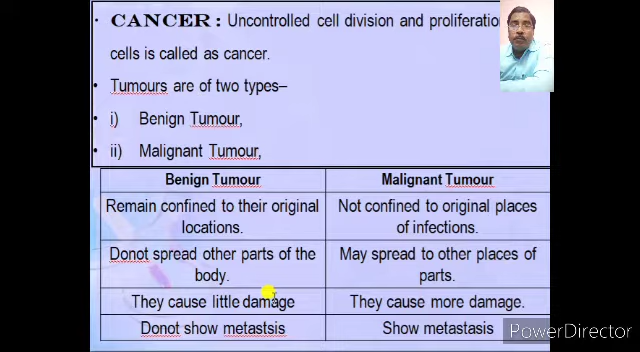 • CANCER : Uncontrolled cell division and proliferation
cells is called as cancer.
• Tumours are of two types–
• i) Benign Tumour,
• ii) Malignant Tumour,
Benign Tumour Malignant Tumour
Remain confined to their original Not confined to original places
locations. of infections.
Donot spread other parts of the May spread to other places of
body. parts.
They cause little damage They cause more damage.
Donot show metastsis Show metastasis
PowerDirector